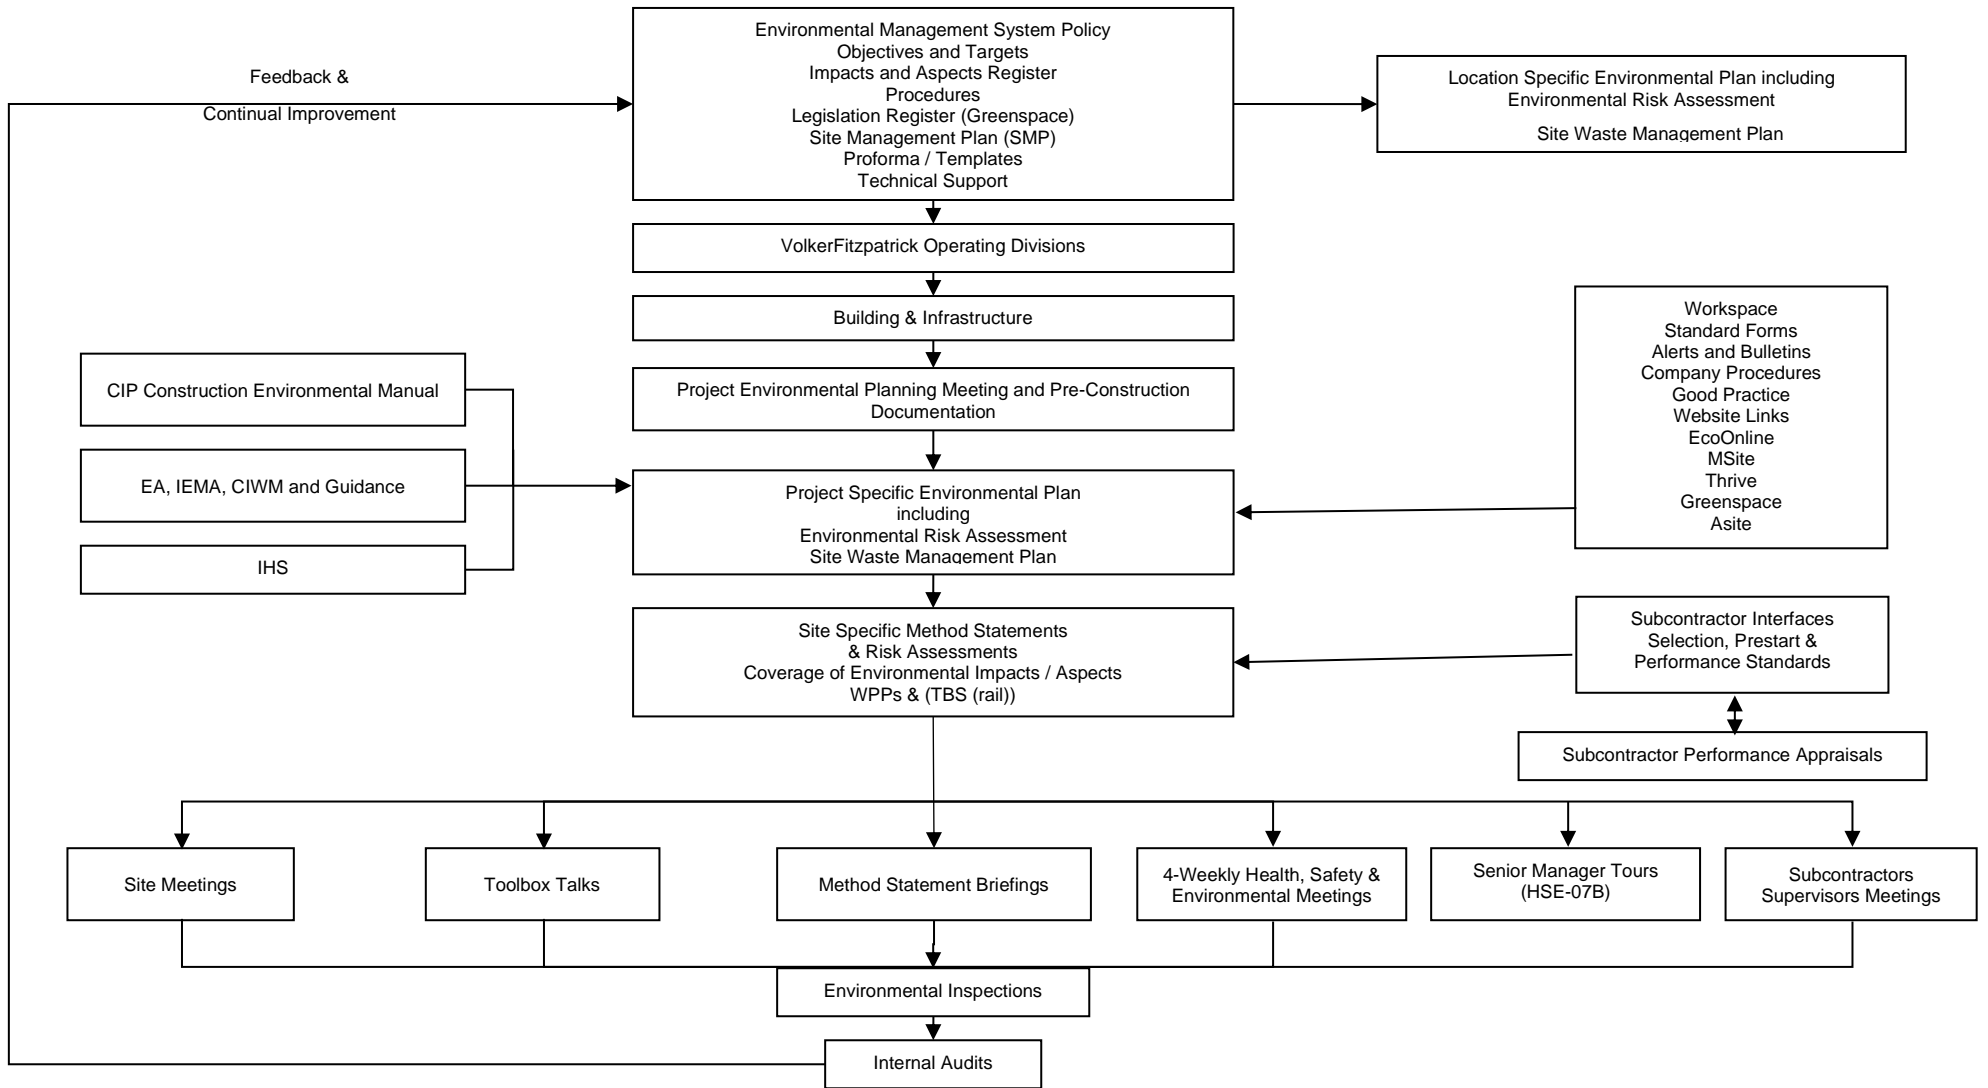 Environmental Management System Policy
Objectives and Targets
Impacts and Aspects Register
Procedures
Legislation Register (Greenspace)
Site Management Plan (SMP)
Proforma / Templates
Technical Support
Feedback &
Continual Improvement
Location Specific Environmental Plan including
Environmental Risk Assessment
Site Waste Management Plan
VolkerFitzpatrick Operating Divisions
Building & Infrastructure
Project Environmental Planning Meeting and Pre-Construction
Documentation
CIP Construction Environmental Manual
EA, IEMA, CIWM and Guidance
IHS
Project Specific Environmental Plan
including
Environmental Risk Assessment
Site Waste Management Plan
Workspace
Standard Forms
Alerts and Bulletins
Company Procedures
Good Practice
Website Links
EcoOnline
MSite
Thrive
Greenspace
Asite
Site Specific Method Statements
& Risk Assessments
Coverage of Environmental Impacts / Aspects
WPPs & (TBS (rail))
Subcontractor Interfaces
Selection, Prestart &
Performance Standards
Subcontractor Performance Appraisals
Site Meetings
Toolbox Talks
Method Statement Briefings
4-Weekly Health, Safety &
Environmental Meetings
Senior Manager Tours
(HSE-07B)
Subcontractors
Supervisors Meetings
Environmental Inspections
Internal Audits